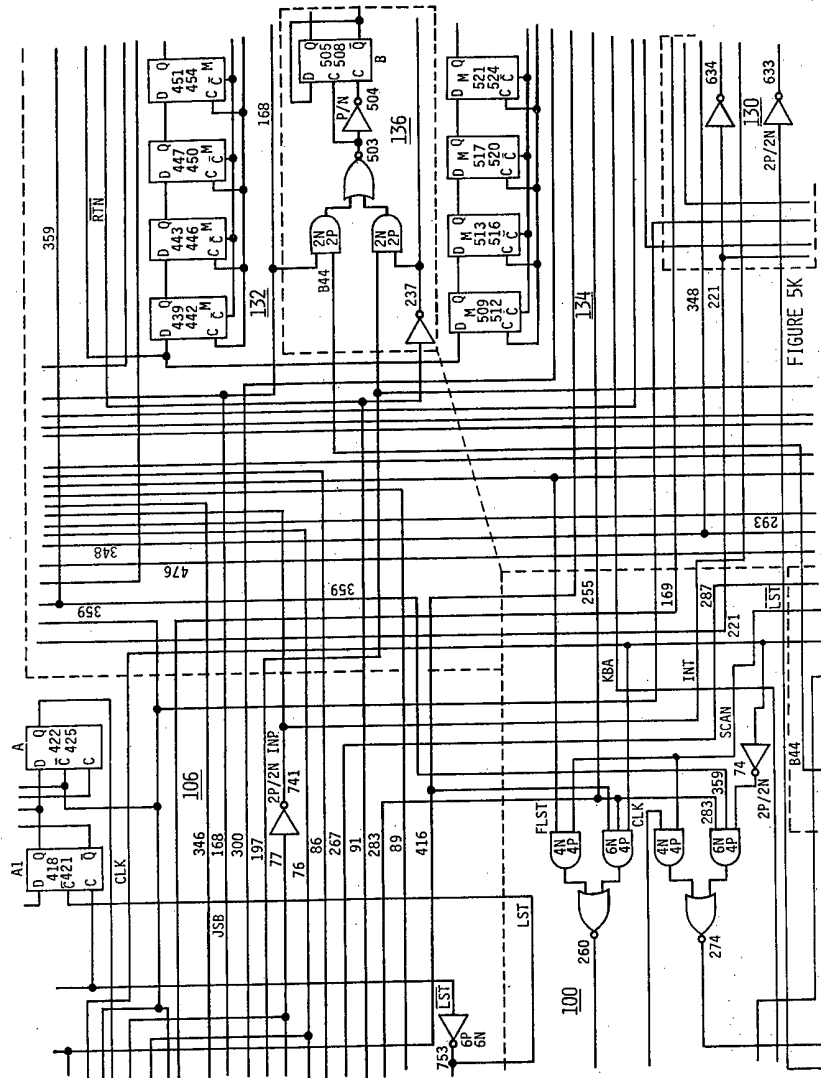 359
RTN
D Q
439
442
C C M
D Q
443
446
C C M
D Q
447
450
C C M
D Q
451
454
C C M
132
168
B44
2N
2P
2N
2P
503
P/N
504
D Q
505
508
C Q
B
136
237
D M Q
509
512
C C
D M Q
513
516
C C
D M Q
517
520
C C
D M Q
521
524
C C
134
348
221
634
130
2P/2N 633
FIGURE 5K
359
348
476
359
293
A1
D
418
421
C
C Q
A
Q
422
425
C
C
106
CLK
346
168
JSB
300
197
77
2P/2N INP
741
76
86
267
91
283
89
416
LST
753
6P
6N
LST
255
KBA
169
INT
287
221
LST
SCAN
74
2P/2N
359
283
B44
FLST
4N
4P
6N
4P
CLK
4N
4P
6N
4P
260
274
100